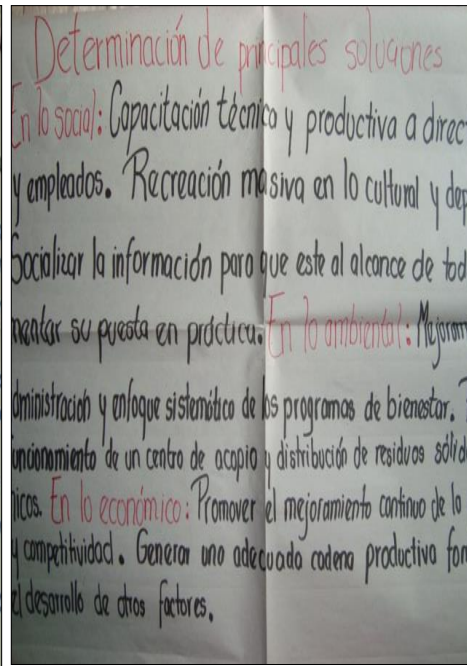 Determinación de principales soluciones
En lo social: Capacitación técnica y productiva a direc
y empleados. Recreación masiva en lo cultural y dep
Socializar la información para que este al alcance de tod
mentar su puesta en práctica. En lo ambiental: Mejoram
dministración y enfoque sistemático de los programas de bienestar.
uncionamiento de un centro de acopio y distribución de residuos sólid
nicos. En lo económico: Promover el mejoramiento continuo de lo
y competitividad. Generar una adecuada cadena productiva for
el desarrollo de otros factores.